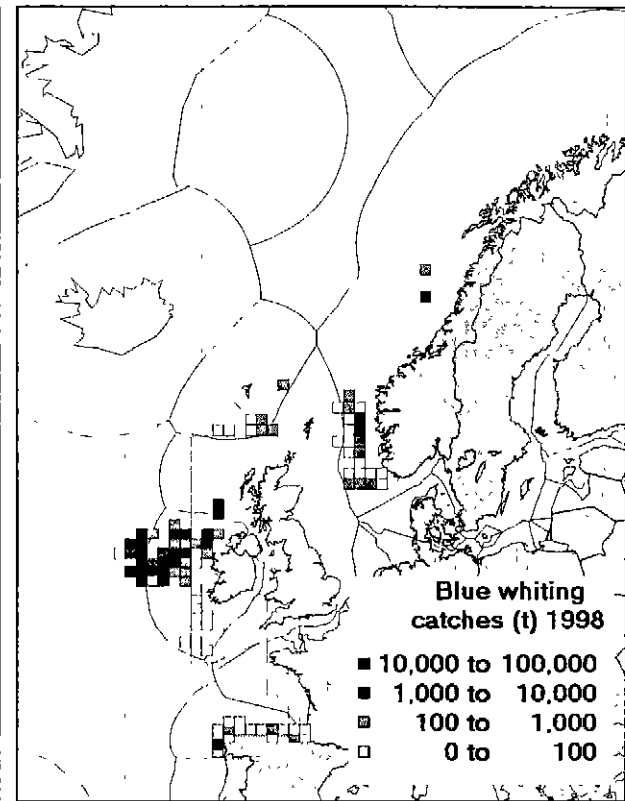 Blue whiting
catches (t) 1998
10,000 to 100,000
1,000 to 10,000
100 to 1,000
0 to 100